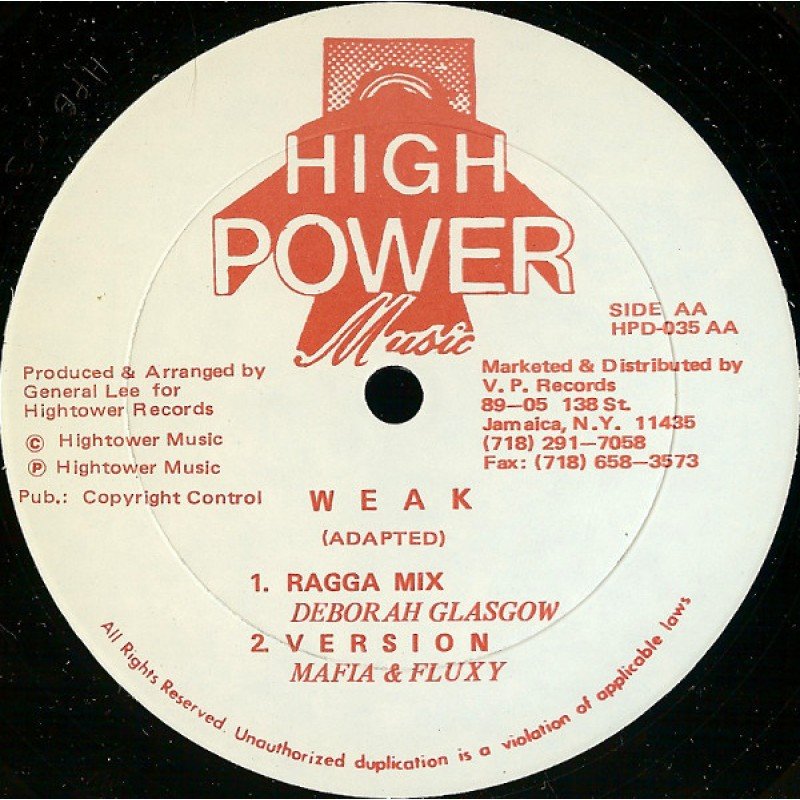 HIGH
POWER
Music
SIDE AA
HPD-035 AA
Produced & Arranged by
General Lee for
Hightower Records
© Hightower Music
℗ Hightower Music
Pub.: Copyright Control
Marketed & Distributed by
V. P. Records
89—05 138 St.
Jamaica, N.Y. 11435
(718) 291—7058
Fax: (718) 658—3573
WEAK
(ADAPTED)
1. RAGGA MIX
DEBORAH GLASGOW
2. VERSION
MAFIA & FLUXY
All Rights Reserved. Unauthorized duplication is a violation of applicable laws